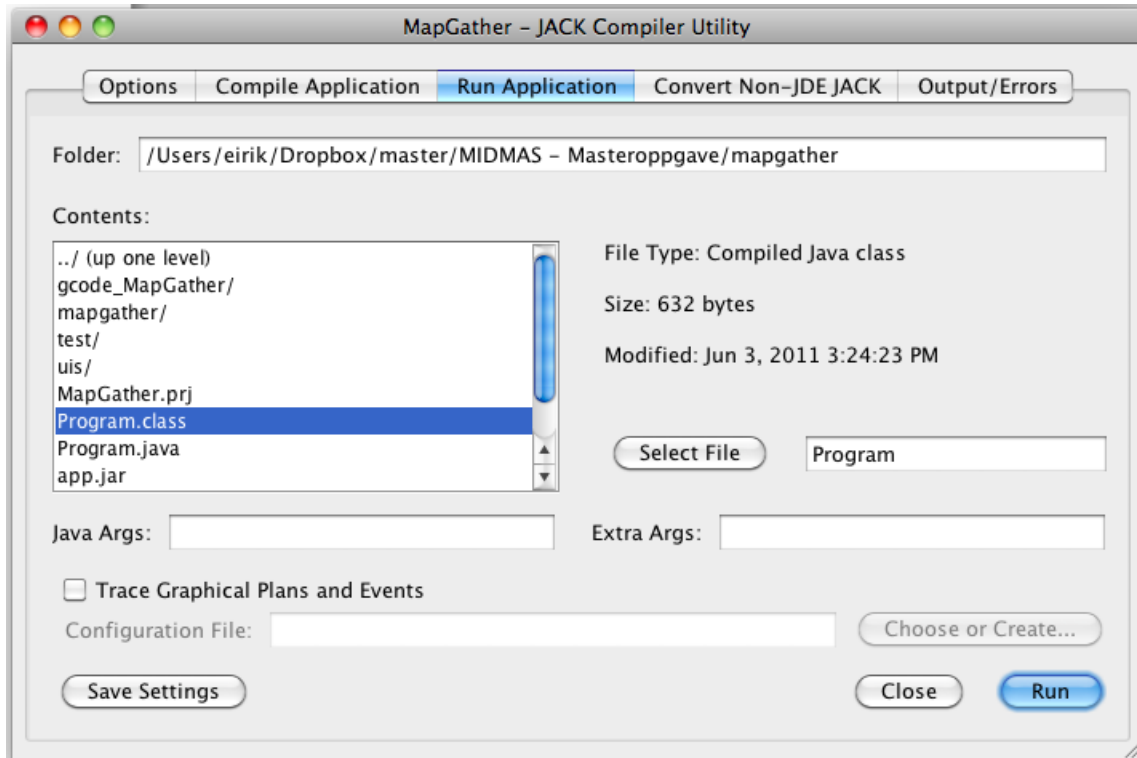 MapGather – JACK Compiler Utility
Options Compile Application Run Application Convert Non-JDE JACK Output/Errors
Folder: /Users/eirik/Dropbox/master/MIDMAS – Masteroppgave/mapgather
Contents:
../ (up one level)
gcode_MapGather/
mapgather/
test/
uis/
MapGather.prj
Program.class
Program.java
app.jar
File Type: Compiled Java class
Size: 632 bytes
Modified: Jun 3, 2011 3:24:23 PM
Select File Program
Java Args: Extra Args:
Trace Graphical Plans and Events
Configuration File: Choose or Create...
Save Settings Close Run